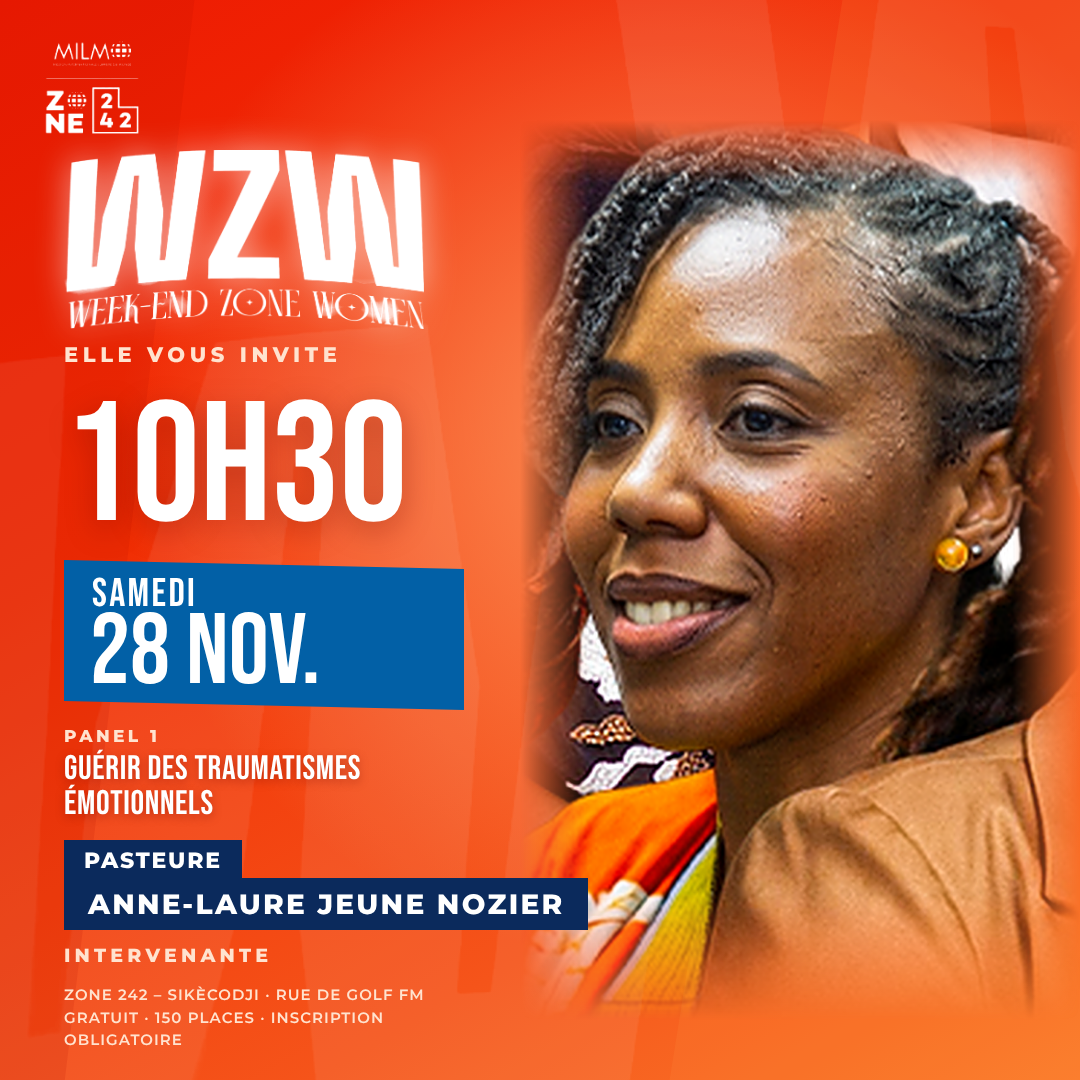 MILMO
ZONE 242
WZW
WEEK-END ZONE WOMEN
ELLE VOUS INVITE
10H30
SAMEDI
28 NOV.
PANEL 1
GUÉRIR DES TRAUMATISMES
ÉMOTIONNELS
PASTEURE
ANNE-LAURE JEUNE NOZIER
INTERVENANTE
ZONE 242 – SIKÈCODJI · RUE DE GOLF FM
GRATUIT · 150 PLACES · INSCRIPTION
OBLIGATOIRE